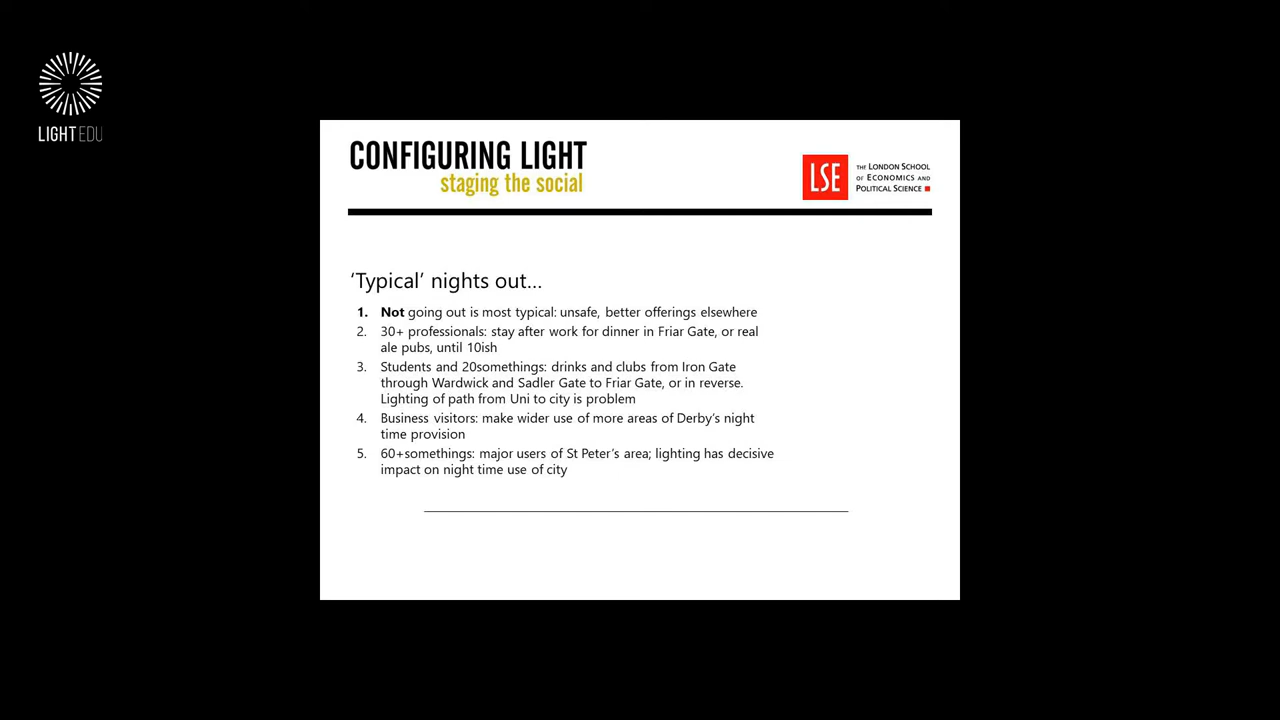 LIGHT EDU
CONFIGURING LIGHT
staging the social
LSE
THE LONDON SCHOOL
OF ECONOMICS AND
POLITICAL SCIENCE
‘Typical’ nights out...
1. Not going out is most typical: unsafe, better offerings elsewhere
2. 30+ professionals: stay after work for dinner in Friar Gate, or real
ale pubs, until 10ish
3. Students and 20somethings: drinks and clubs from Iron Gate
through Wardwick and Sadler Gate to Friar Gate, or in reverse.
Lighting of path from Uni to city is problem
4. Business visitors: make wider use of more areas of Derby’s night
time provision
5. 60+somethings: major users of St Peter’s area; lighting has decisive
impact on night time use of city